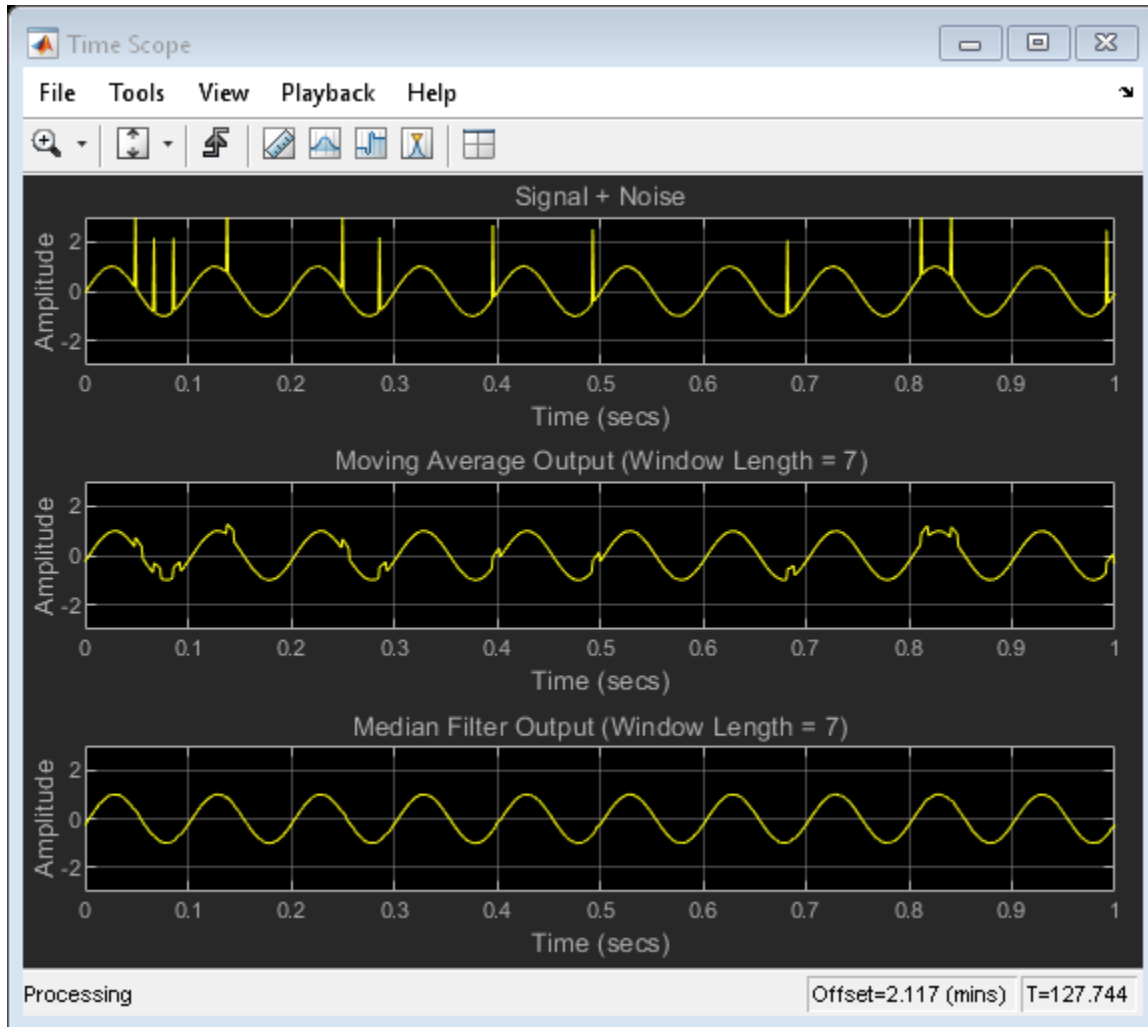 Time Scope
File Tools View Playback Help
Signal + Noise
Amplitude
2
0
-2
0 0.1 0.2 0.3 0.4 0.5 0.6 0.7 0.8 0.9 1
Time (secs)
Moving Average Output (Window Length = 7)
Amplitude
2
0
-2
0 0.1 0.2 0.3 0.4 0.5 0.6 0.7 0.8 0.9 1
Time (secs)
Median Filter Output (Window Length = 7)
Amplitude
2
0
-2
0 0.1 0.2 0.3 0.4 0.5 0.6 0.7 0.8 0.9 1
Time (secs)
Processing Offset=2.117 (mins) T=127.744